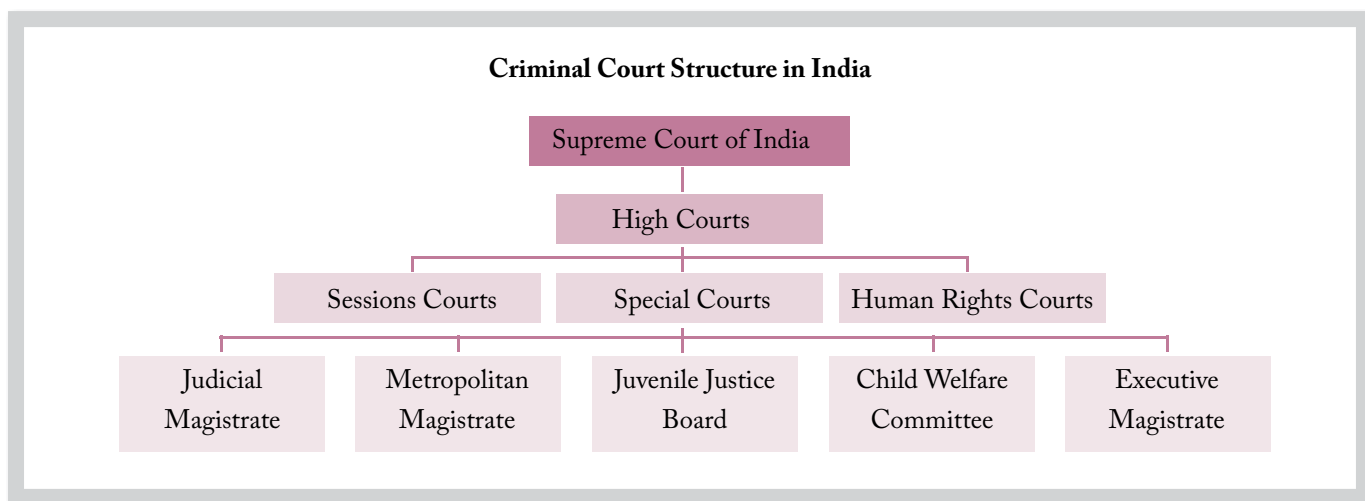 Criminal Court Structure in India
Supreme Court of India
High Courts
Sessions Courts
Special Courts
Human Rights Courts
Judicial
Magistrate
Metropolitan
Magistrate
Juvenile Justice
Board
Child Welfare
Committee
Executive
Magistrate